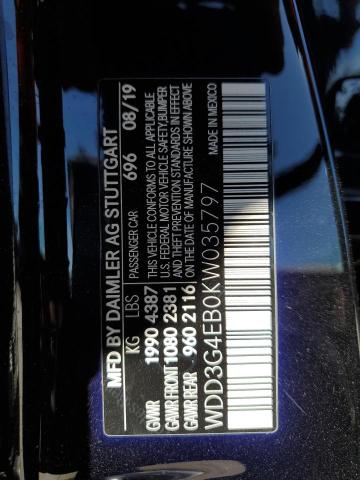 MFD BY DAIMLER AG STUTTGART
PASSENGER CAR 696 08/19
KG LBS
GVWR 1990 4387
GAWR FRONT 1080 2381
GAWR REAR 960 2116
THIS VEHICLE CONFORMS TO ALL APPLICABLE
U.S. FEDERAL MOTOR VEHICLE SAFETY,BUMPER
AND THEFT PREVENTION STANDARDS IN EFFECT
ON THE DATE OF MANUFACTURE SHOWN ABOVE
WDD3G4EB0KW035797
MADE IN MEXICO